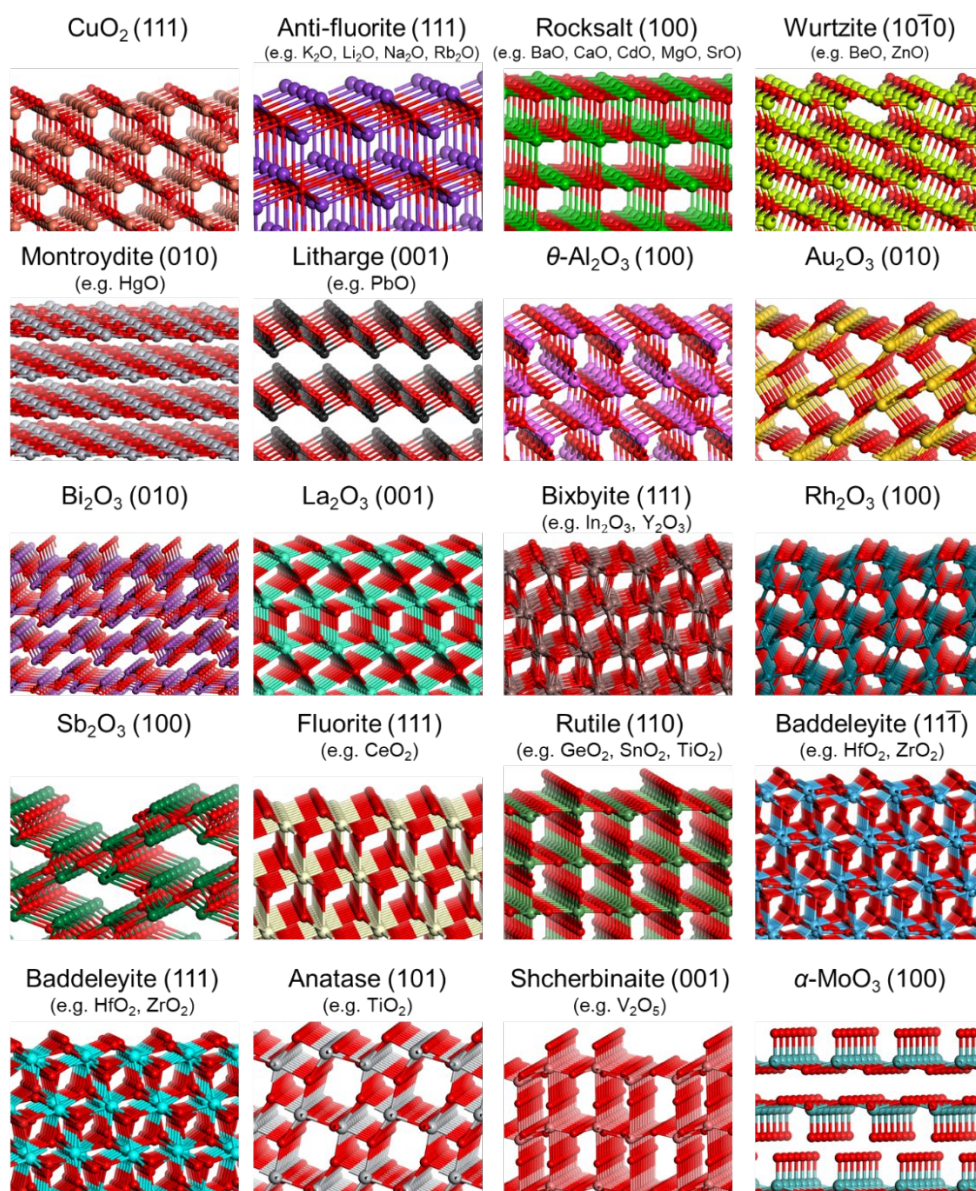 CuO₂ (111)
Anti-fluorite (111)
(e.g. K₂O, Li₂O, Na₂O, Rb₂O)
Rocksalt (100)
(e.g. BaO, CaO, CdO, MgO, SrO)
Wurtzite (101̅0)
(e.g. BeO, ZnO)
Montroydite (010)
(e.g. HgO)
Litharge (001)
(e.g. PbO)
θ-Al₂O₃ (100)
Au₂O₃ (010)
Bi₂O₃ (010)
La₂O₃ (001)
Bixbyite (111)
(e.g. In₂O₃, Y₂O₃)
Rh₂O₃ (100)
Sb₂O₃ (100)
Fluorite (111)
(e.g. CeO₂)
Rutile (110)
(e.g. GeO₂, SnO₂, TiO₂)
Baddeleyite (111̅)
(e.g. HfO₂, ZrO₂)
Baddeleyite (111)
(e.g. HfO₂, ZrO₂)
Anatase (101)
(e.g. TiO₂)
Shcherbinaite (001)
(e.g. V₂O₅)
α-MoO₃ (100)